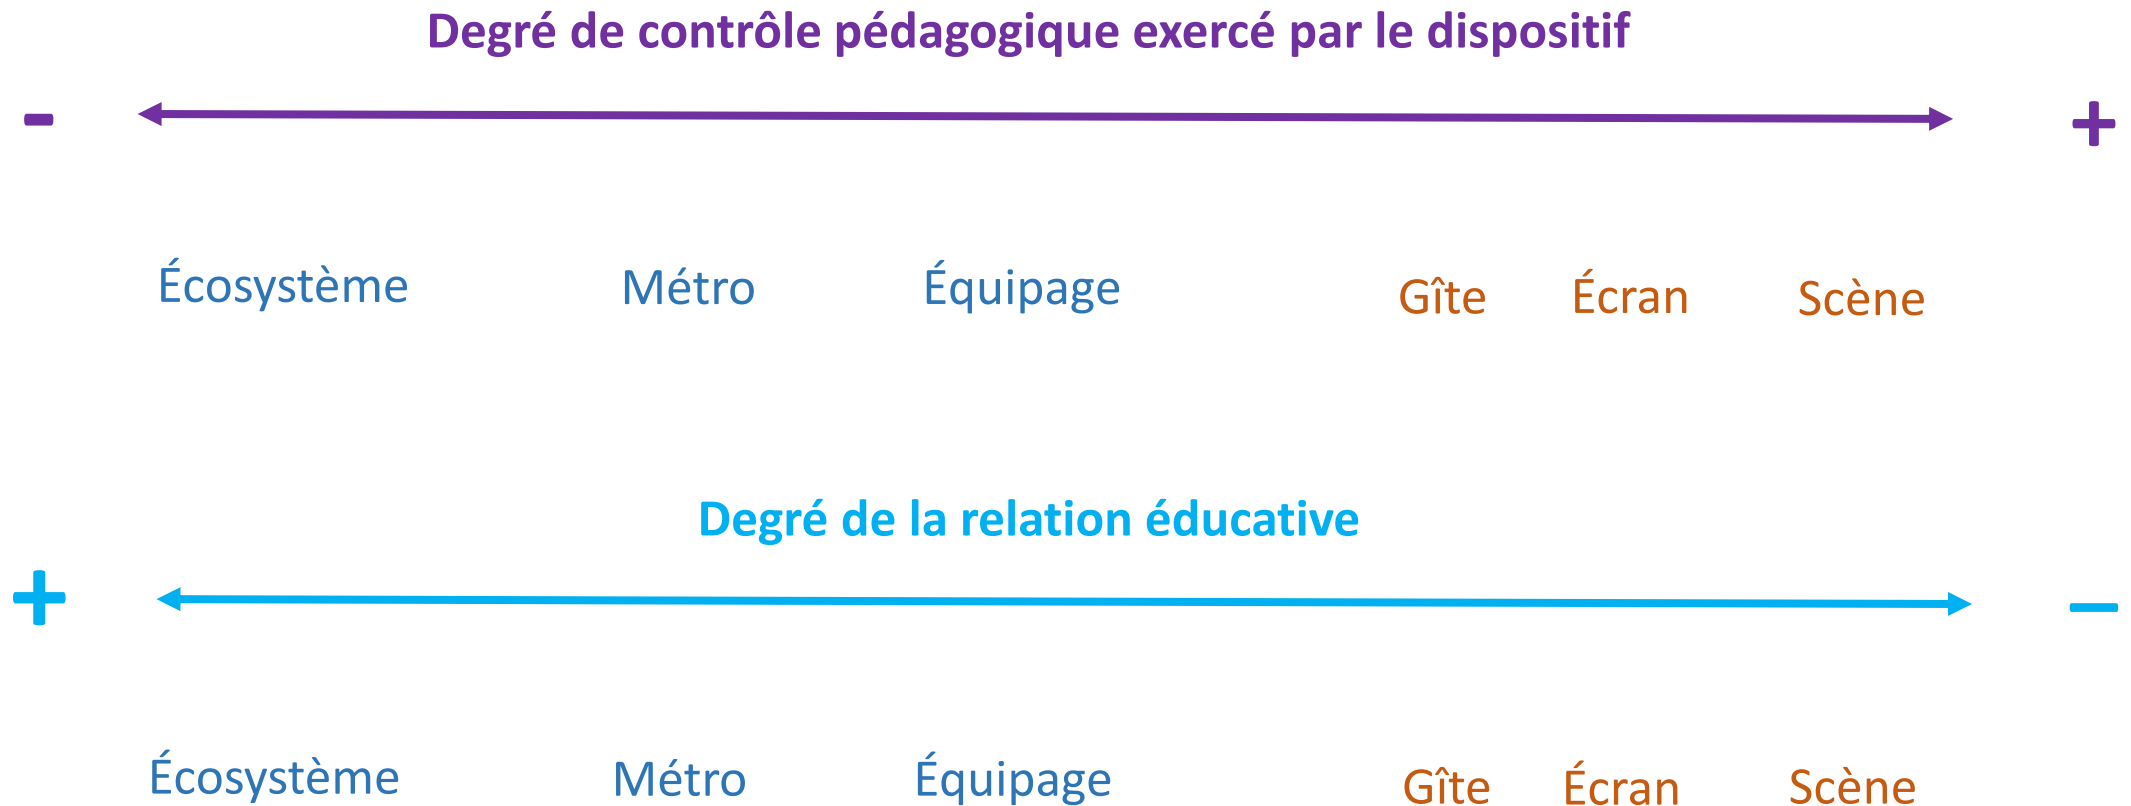 Degré de contrôle pédagogique exercé par le dispositif
- +
Écosystème Métro Équipage Gîte Écran Scène
Degré de la relation éducative
+ –
Écosystème Métro Équipage Gîte Écran Scène